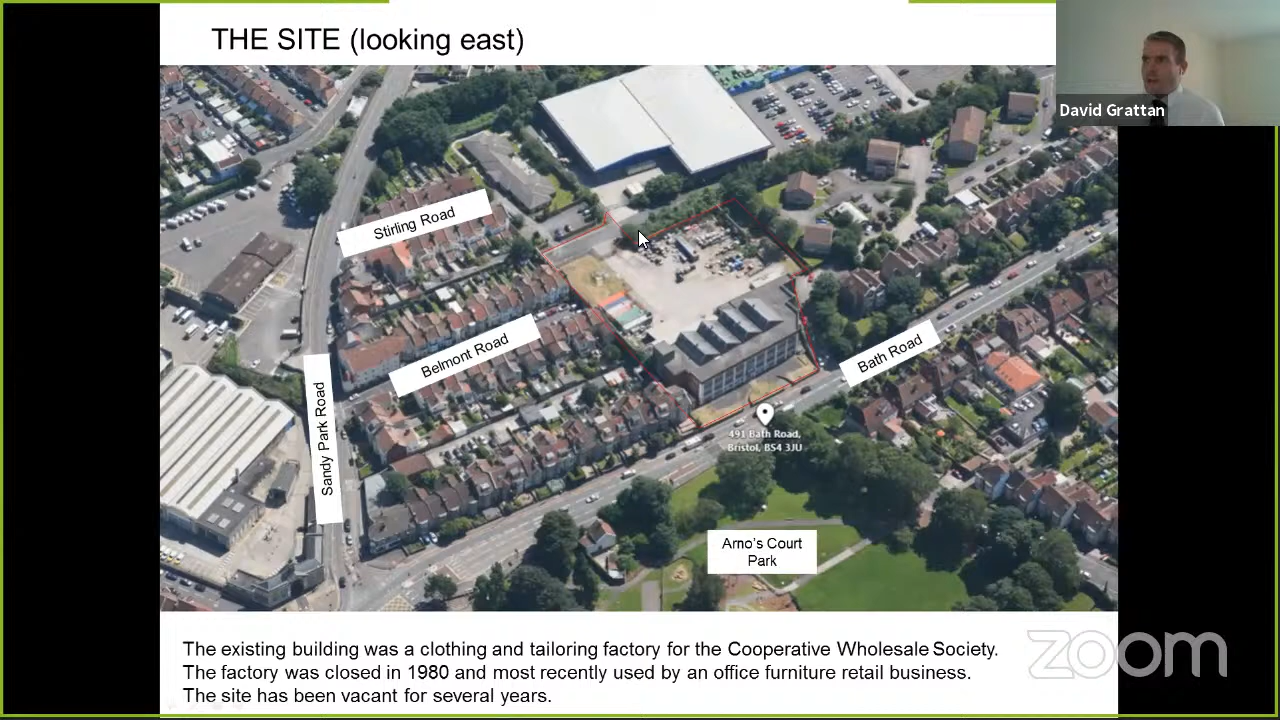 THE SITE (looking east)
David Grattan
Stirling Road
Belmont Road
Bath Road
Sandy Park Road
491 Bath Road,
Bristol, BS4 3JU
Arno's Court
Park
The existing building was a clothing and tailoring factory for the Cooperative Wholesale Society.
The factory was closed in 1980 and most recently used by an office furniture retail business.
The site has been vacant for several years.
zoom